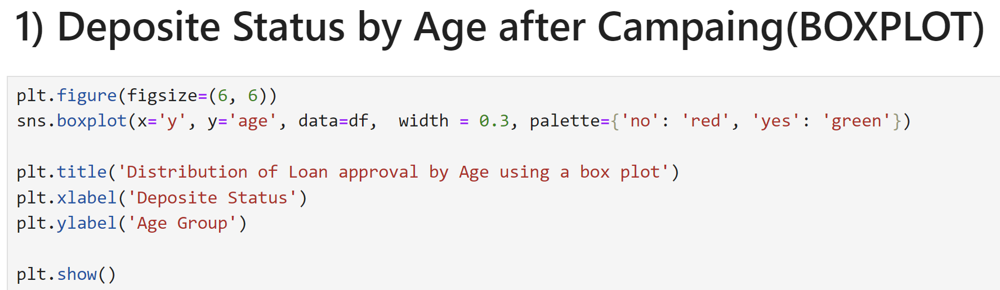 1) Deposite Status by Age after Campaing(BOXPLOT)
plt.figure(figsize=(6, 6))
sns.boxplot(x='y', y='age', data=df,  width = 0.3, palette={'no': 'red', 'yes': 'green'})
plt.title('Distribution of Loan approval by Age using a box plot')
plt.xlabel('Deposite Status')
plt.ylabel('Age Group')
plt.show()